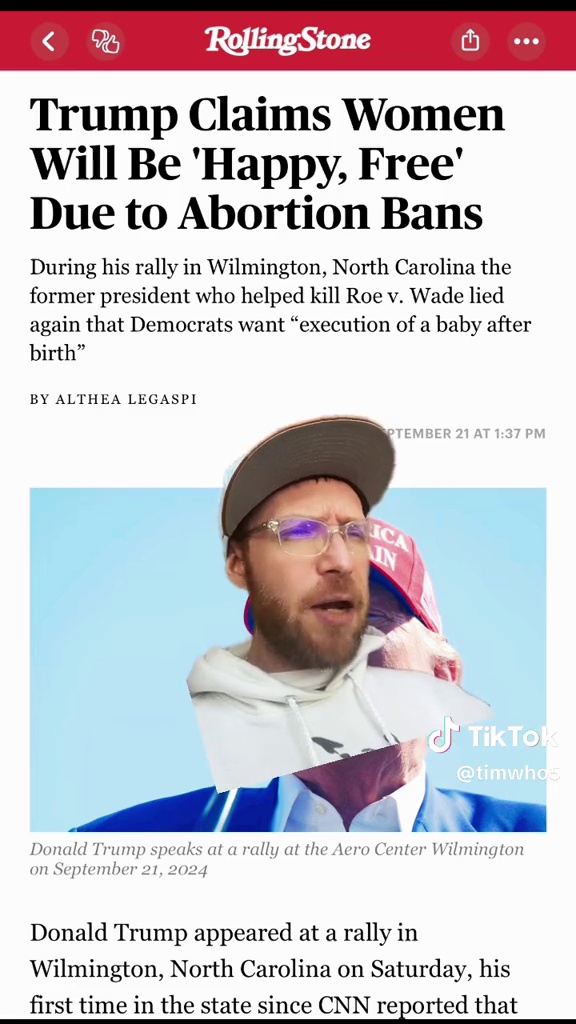 RollingStone
Trump Claims Women
Will Be 'Happy, Free'
Due to Abortion Bans
During his rally in Wilmington, North Carolina the
former president who helped kill Roe v. Wade lied
again that Democrats want “execution of a baby after
birth”
BY ALTHEA LEGASPI
PTEMBER 21 AT 1:37 PM
ICA
AIN
TikTok
@timwho5
Donald Trump speaks at a rally at the Aero Center Wilmington
on September 21, 2024
Donald Trump appeared at a rally in
Wilmington, North Carolina on Saturday, his
first time in the state since CNN reported that